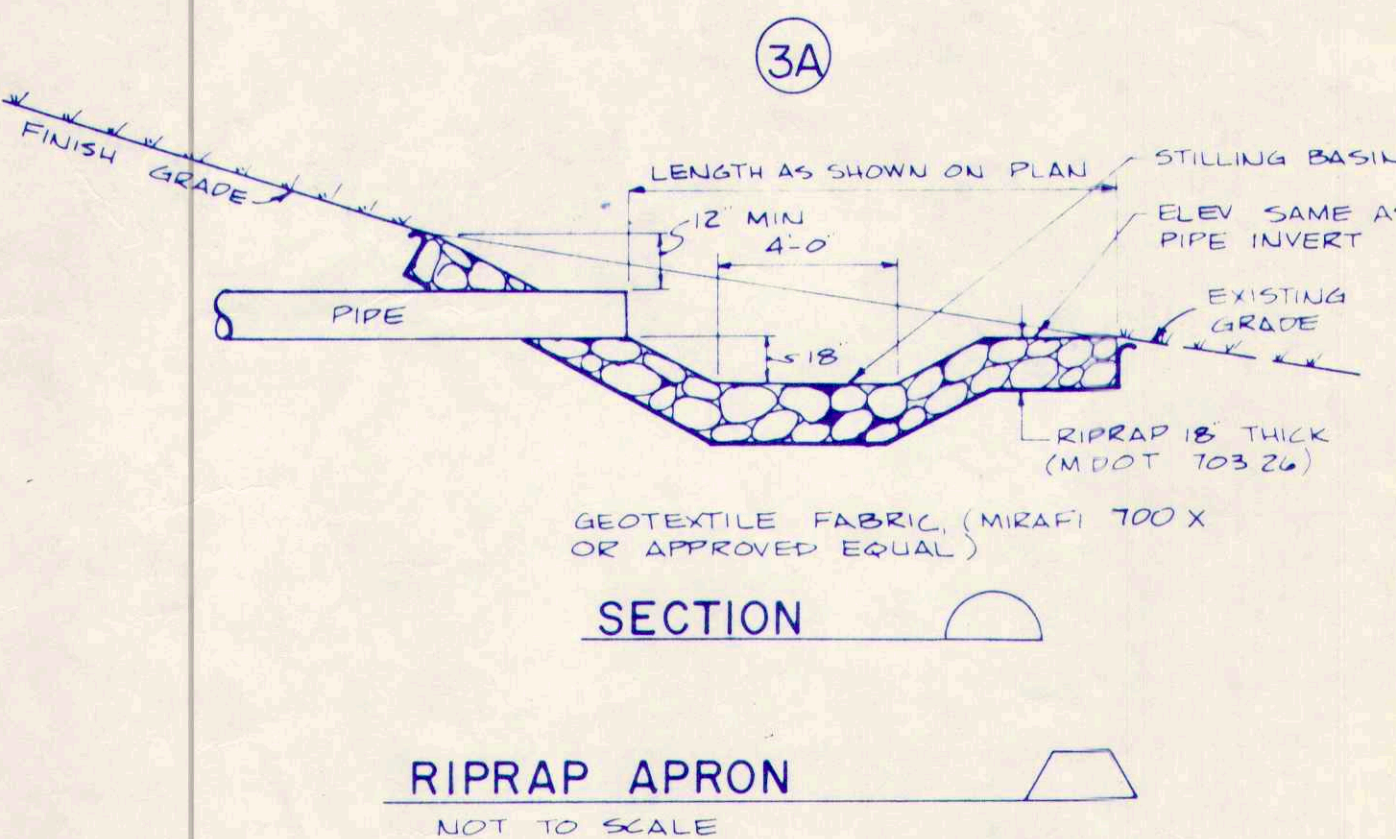 3A
FINISH
GRADE
LENGTH AS SHOWN ON PLAN
STILLING BASIN
12" MIN
4'-0"
ELEV SAME AS
PIPE INVERT
EXISTING
GRADE
PIPE
18"
RIPRAP 18" THICK
(MDOT 703 26)
GEOTEXTILE FABRIC, (MIRAFI 700 X
OR APPROVED EQUAL)
SECTION
RIPRAP APRON
NOT TO SCALE